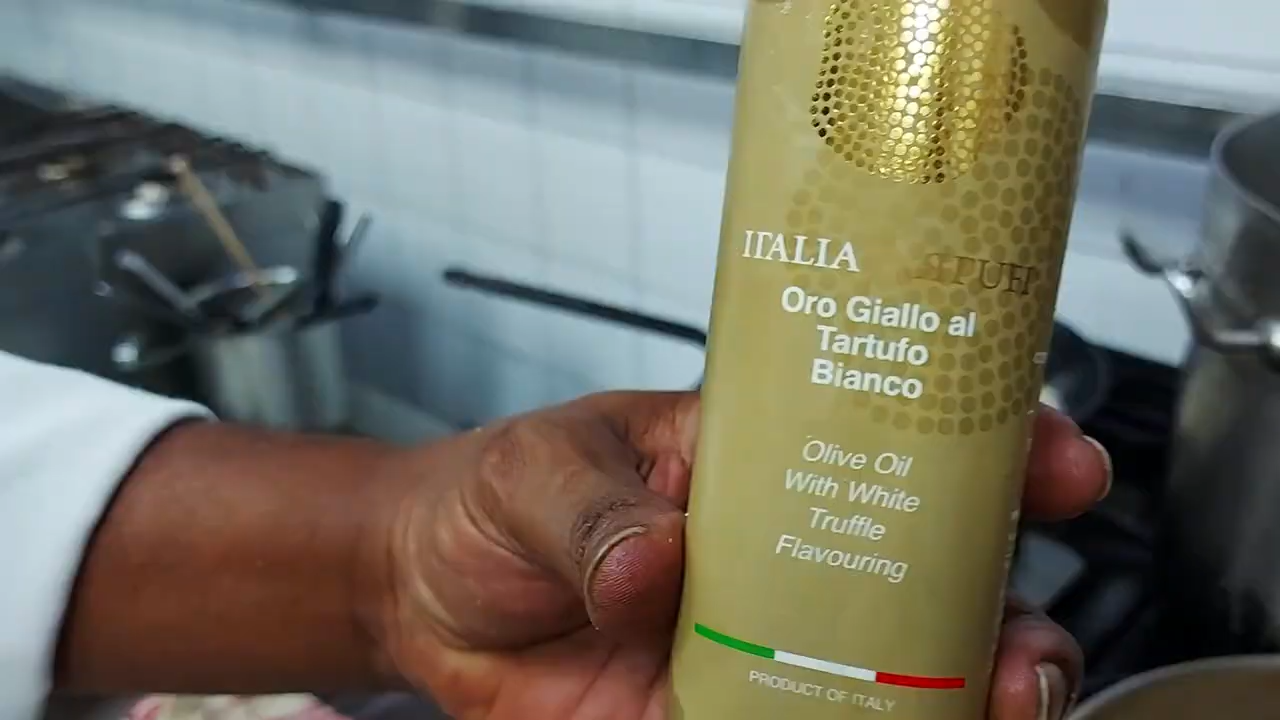 ITALIA
Oro Giallo al
Tartufo
Bianco
Olive Oil
With White
Truffle
Flavouring
PRODUCT OF ITALY